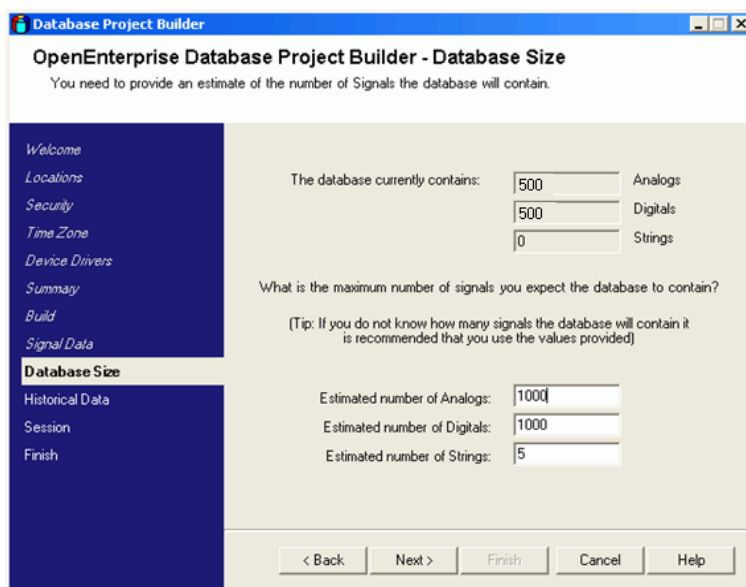 Database Project Builder
OpenEnterprise Database Project Builder - Database Size
You need to provide an estimate of the number of Signals the database will contain.
Welcome
Locations
Security
Time Zone
Device Drivers
Summary
Build
Signal Data
Database Size
Historical Data
Session
Finish
The database currently contains:
500 Analogs
500 Digitals
0 Strings
What is the maximum number of signals you expect the database to contain?
(Tip: If you do not know how many signals the database will contain it
is recommended that you use the values provided)
Estimated number of Analogs: 1000
Estimated number of Digitals: 1000
Estimated number of Strings: 5
< Back Next > Finish Cancel Help